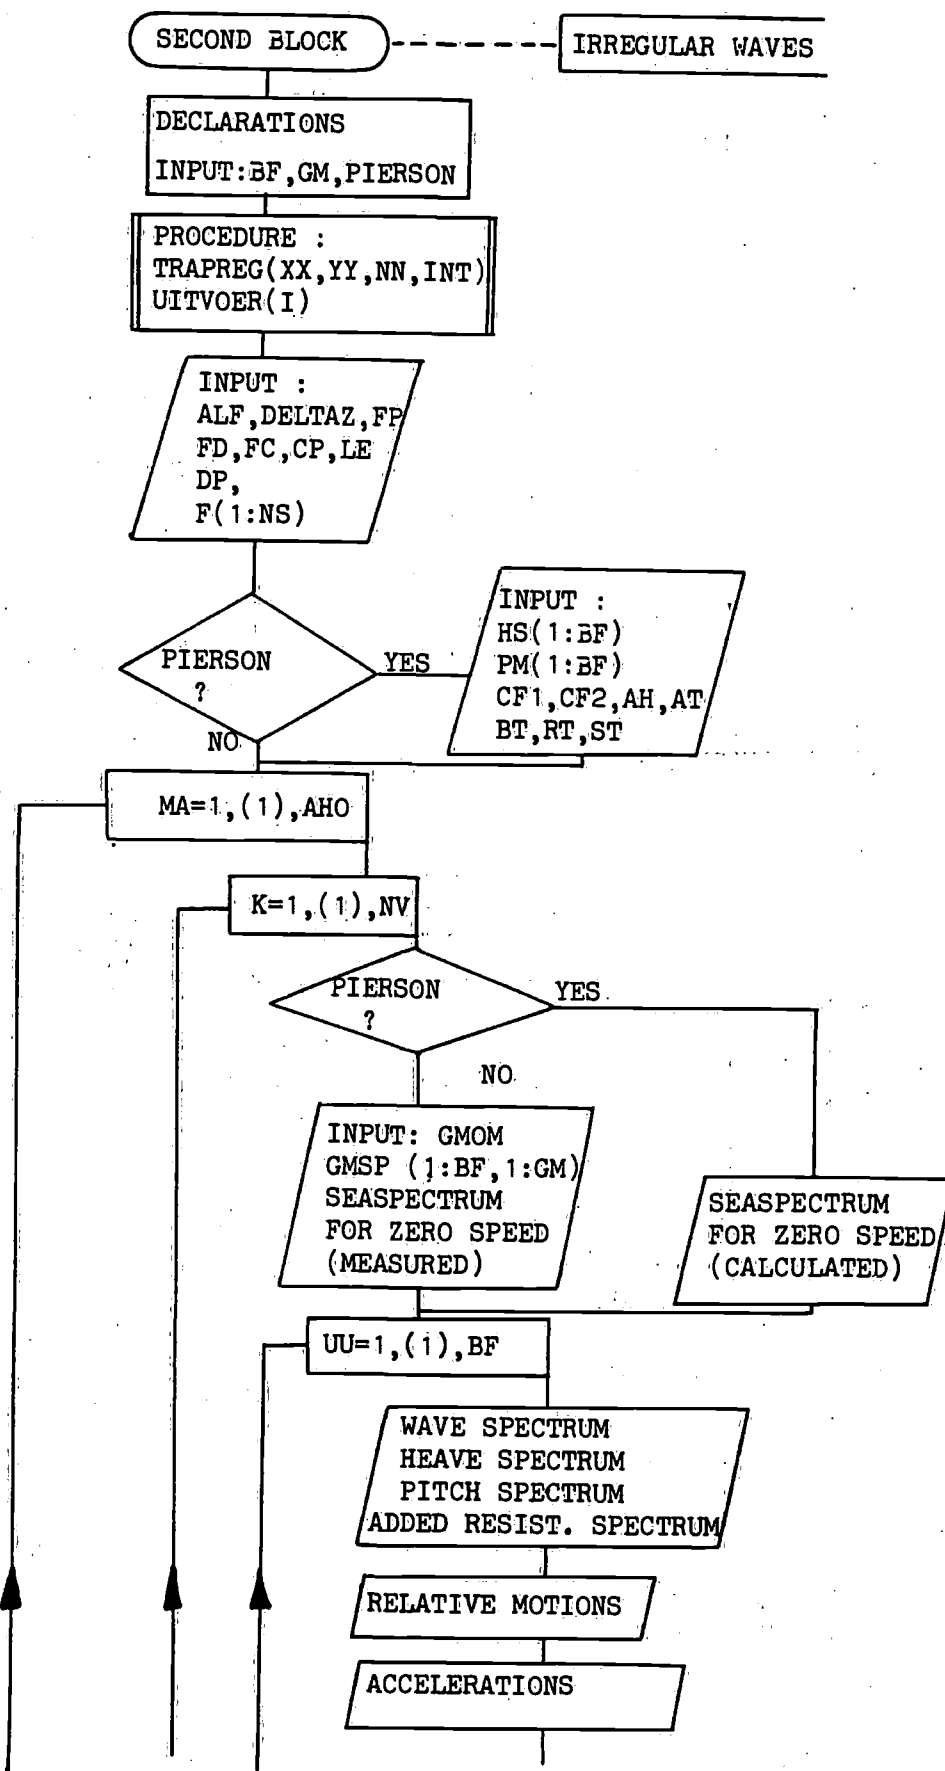 SECOND BLOCK
IRREGULAR WAVES
DECLARATIONS
INPUT:BF,GM,PIERSON
PROCEDURE :
TRAPREG(XX,YY,NN,INT)
UITVOER(I)
INPUT :
ALF,DELTAZ,FP
FD,FC,CP,LE
DP,
F(1:NS)
PIERSON
?
YES
NO
INPUT :
HS(1:BF)
PM(1:BF)
CF1,CF2,AH,AT
BT,RT,ST
MA=1,(1),AHO
K=1,(1),NV
PIERSON
?
YES
NO
INPUT: GMOM
GMSP (1:BF,1:GM)
SEASPECTRUM
FOR ZERO SPEED
(MEASURED)
SEASPECTRUM
FOR ZERO SPEED
(CALCULATED)
UU=1,(1),BF
WAVE SPECTRUM
HEAVE SPECTRUM
PITCH SPECTRUM
ADDED RESIST. SPECTRUM
RELATIVE MOTIONS
ACCELERATIONS